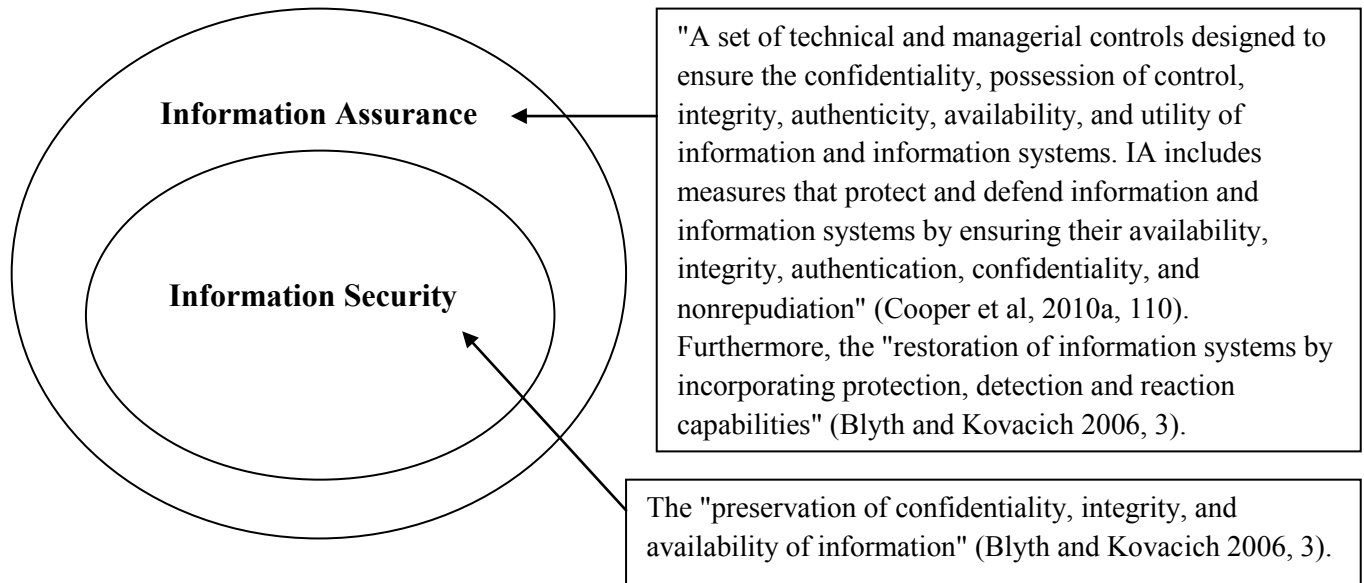 Information Assurance
Information Security
"A set of technical and managerial controls designed to
ensure the confidentiality, possession of control,
integrity, authenticity, availability, and utility of
information and information systems. IA includes
measures that protect and defend information and
information systems by ensuring their availability,
integrity, authentication, confidentiality, and
nonrepudiation" (Cooper et al, 2010a, 110).
Furthermore, the "restoration of information systems by
incorporating protection, detection and reaction
capabilities" (Blyth and Kovacich 2006, 3).
The "preservation of confidentiality, integrity, and
availability of information" (Blyth and Kovacich 2006, 3).